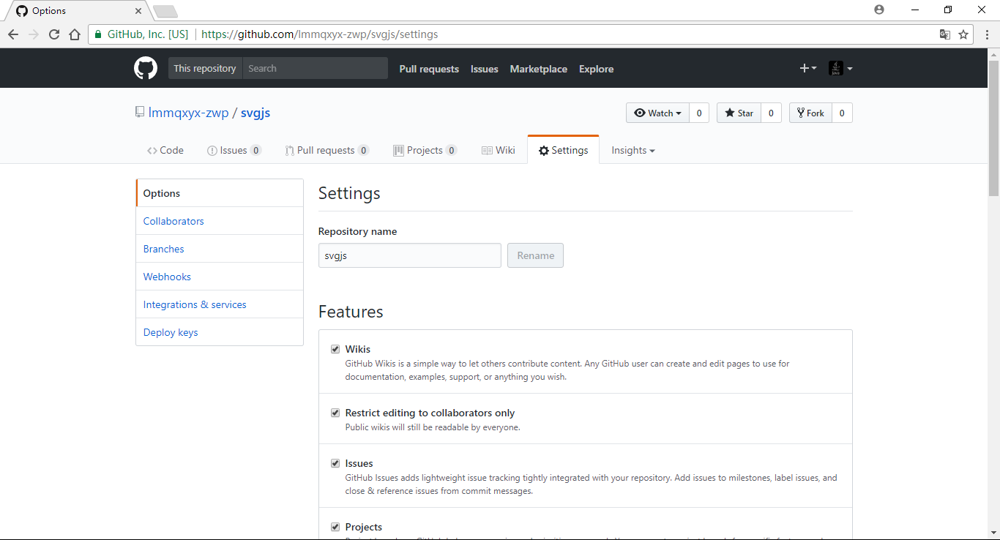 Options
GitHub, Inc. [US] https://github.com/lmmqxyx-zwp/svgjs/settings
This repository Search Pull requests Issues Marketplace Explore
lmmqxyx-zwp / svgjs Watch 0 Star 0 Fork 0
Code Issues 0 Pull requests 0 Projects 0 Wiki Settings Insights
Options
Collaborators
Branches
Webhooks
Integrations & services
Deploy keys
Settings
Repository name
svgjs Rename
Features
Wikis
GitHub Wikis is a simple way to let others contribute content. Any GitHub user can create and edit pages to use for
documentation, examples, support, or anything you wish.
Restrict editing to collaborators only
Public wikis will still be readable by everyone.
Issues
GitHub Issues adds lightweight issue tracking tightly integrated with your repository. Add issues to milestones, label issues, and
close & reference issues from commit messages.
Projects